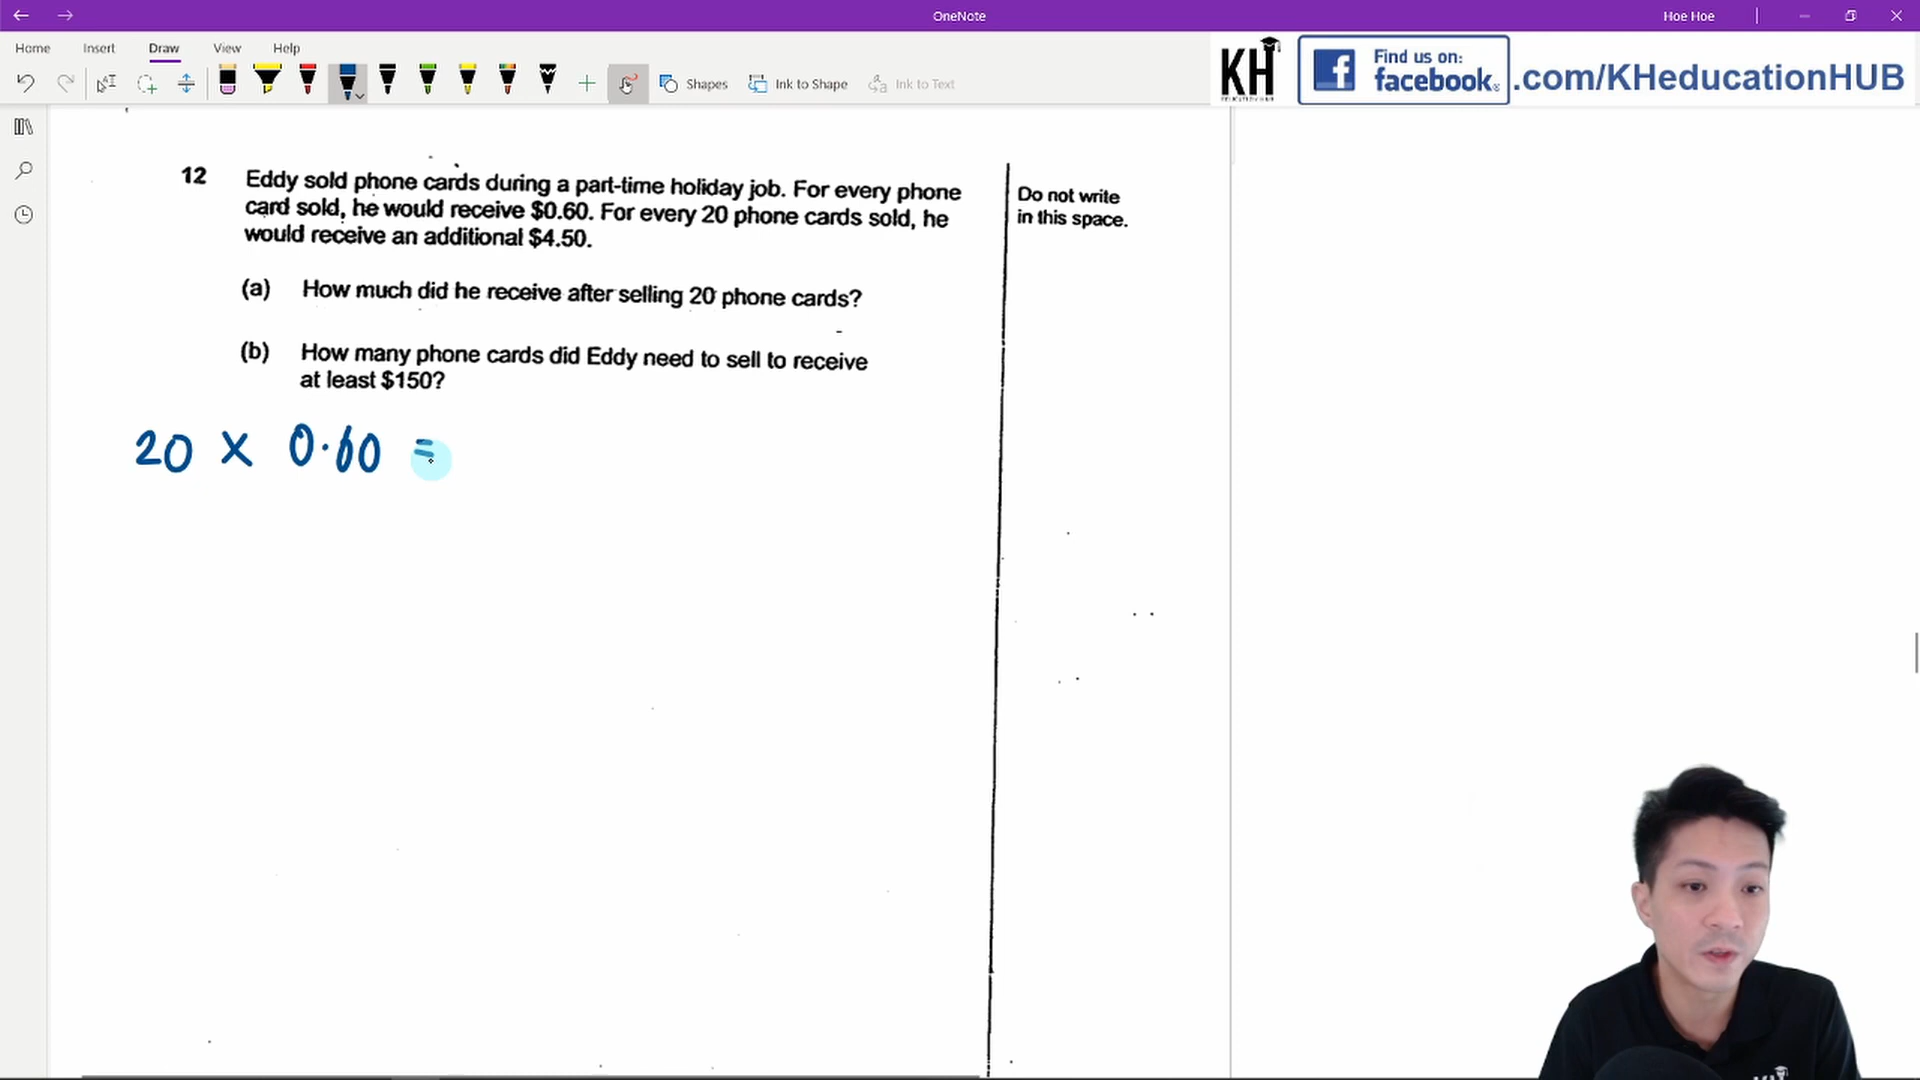 OneNote
Hoe Hoe
Home Insert Draw View Help
Shapes Ink to Shape Ink to Text
KH
Find us on:
facebook .com/KHeducationHUB
12 Eddy sold phone cards during a part-time holiday job. For every phone
card sold, he would receive $0.60. For every 20 phone cards sold, he
would receive an additional $4.50.
Do not write
in this space.
(a) How much did he receive after selling 20 phone cards?
(b) How many phone cards did Eddy need to sell to receive
at least $150?
20 × 0.60 =